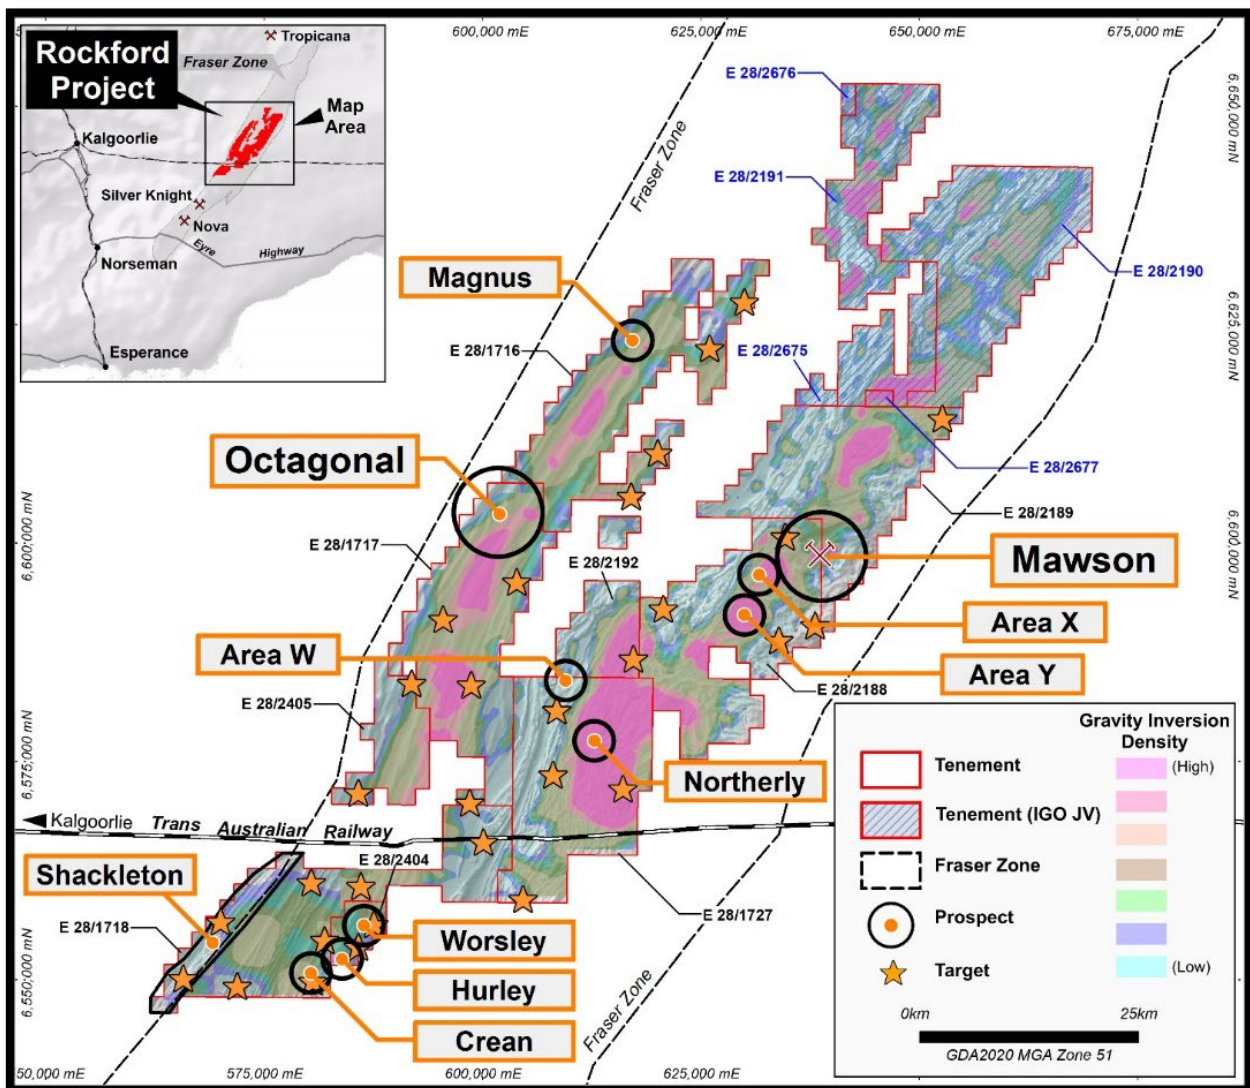 600,000 mE
625,000 mE
650,000 mE
675,000 mE
Tropicana
Rockford
Project
Fraser Zone
Map
Area
Kalgoorlie
Silver Knight
Nova
Norseman
Eyre
Highway
Esperance
Fraser Zone
E 28/2676
E 28/2191
E 28/2190
6,650,000 mN
6,625,000 mN
Magnus
E 28/1716
E 28/2675
Octagonal
E 28/2677
E 28/2189
6,600,000 mN
6,600,000 mN
E 28/1717
E 28/2192
Mawson
Area X
Area W
Area Y
E 28/2188
E 28/2405
Northerly
6,575,000 mN
Kalgoorlie
Trans Australian Railway
E 28/2404
Shackleton
E 28/1718
E 28/1727
Worsley
Hurley
Crean
6,550,000 mN
Fraser Zone
Gravity Inversion
Density
Tenement
(High)
Tenement (IGO JV)
Fraser Zone
Prospect
Target
(Low)
0km
25km
GDA2020 MGA Zone 51
50,000 mE
575,000 mE
600,000 mE
625,000 mE